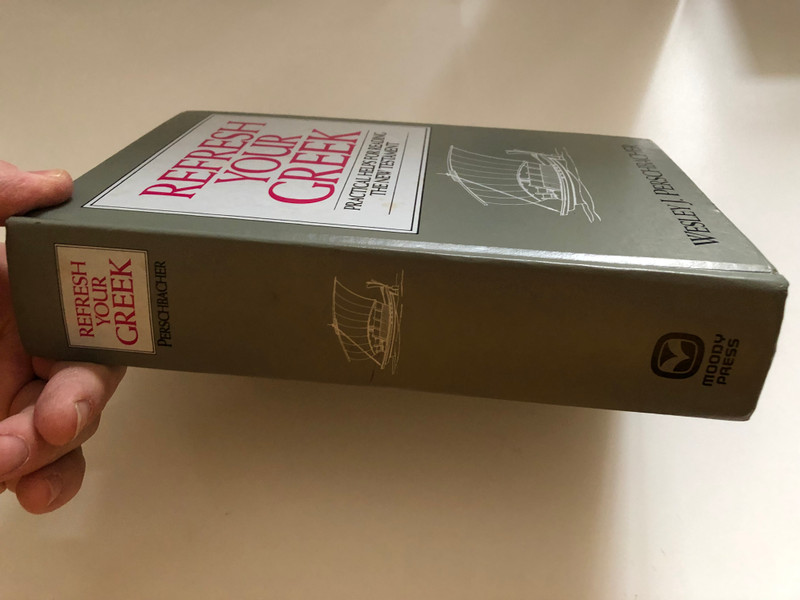 REFRESH
YOUR
GREEK
PRACTICAL HELPS FOR READING
THE NEW TESTAMENT
WESLEY J. PERSCHBACHER
REFRESH
YOUR
GREEK
PERSCHBACHER
MOODY
PRESS